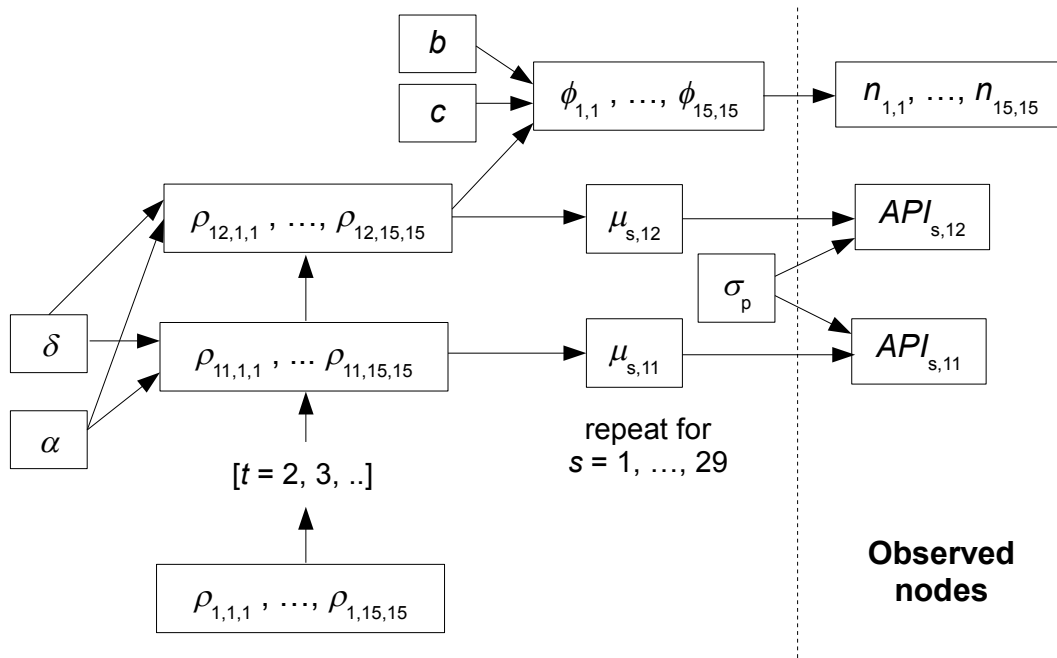 b
c
ϕ1,1 , …, ϕ15,15
n1,1, …, n15,15
ρ12,1,1 , …, ρ12,15,15
μs,12
APIs,12
σp
δ
ρ11,1,1 , ... ρ11,15,15
μs,11
APIs,11
α
repeat for
s = 1, …, 29
[t = 2, 3, ..]
Observed
nodes
ρ1,1,1 , …, ρ1,15,15